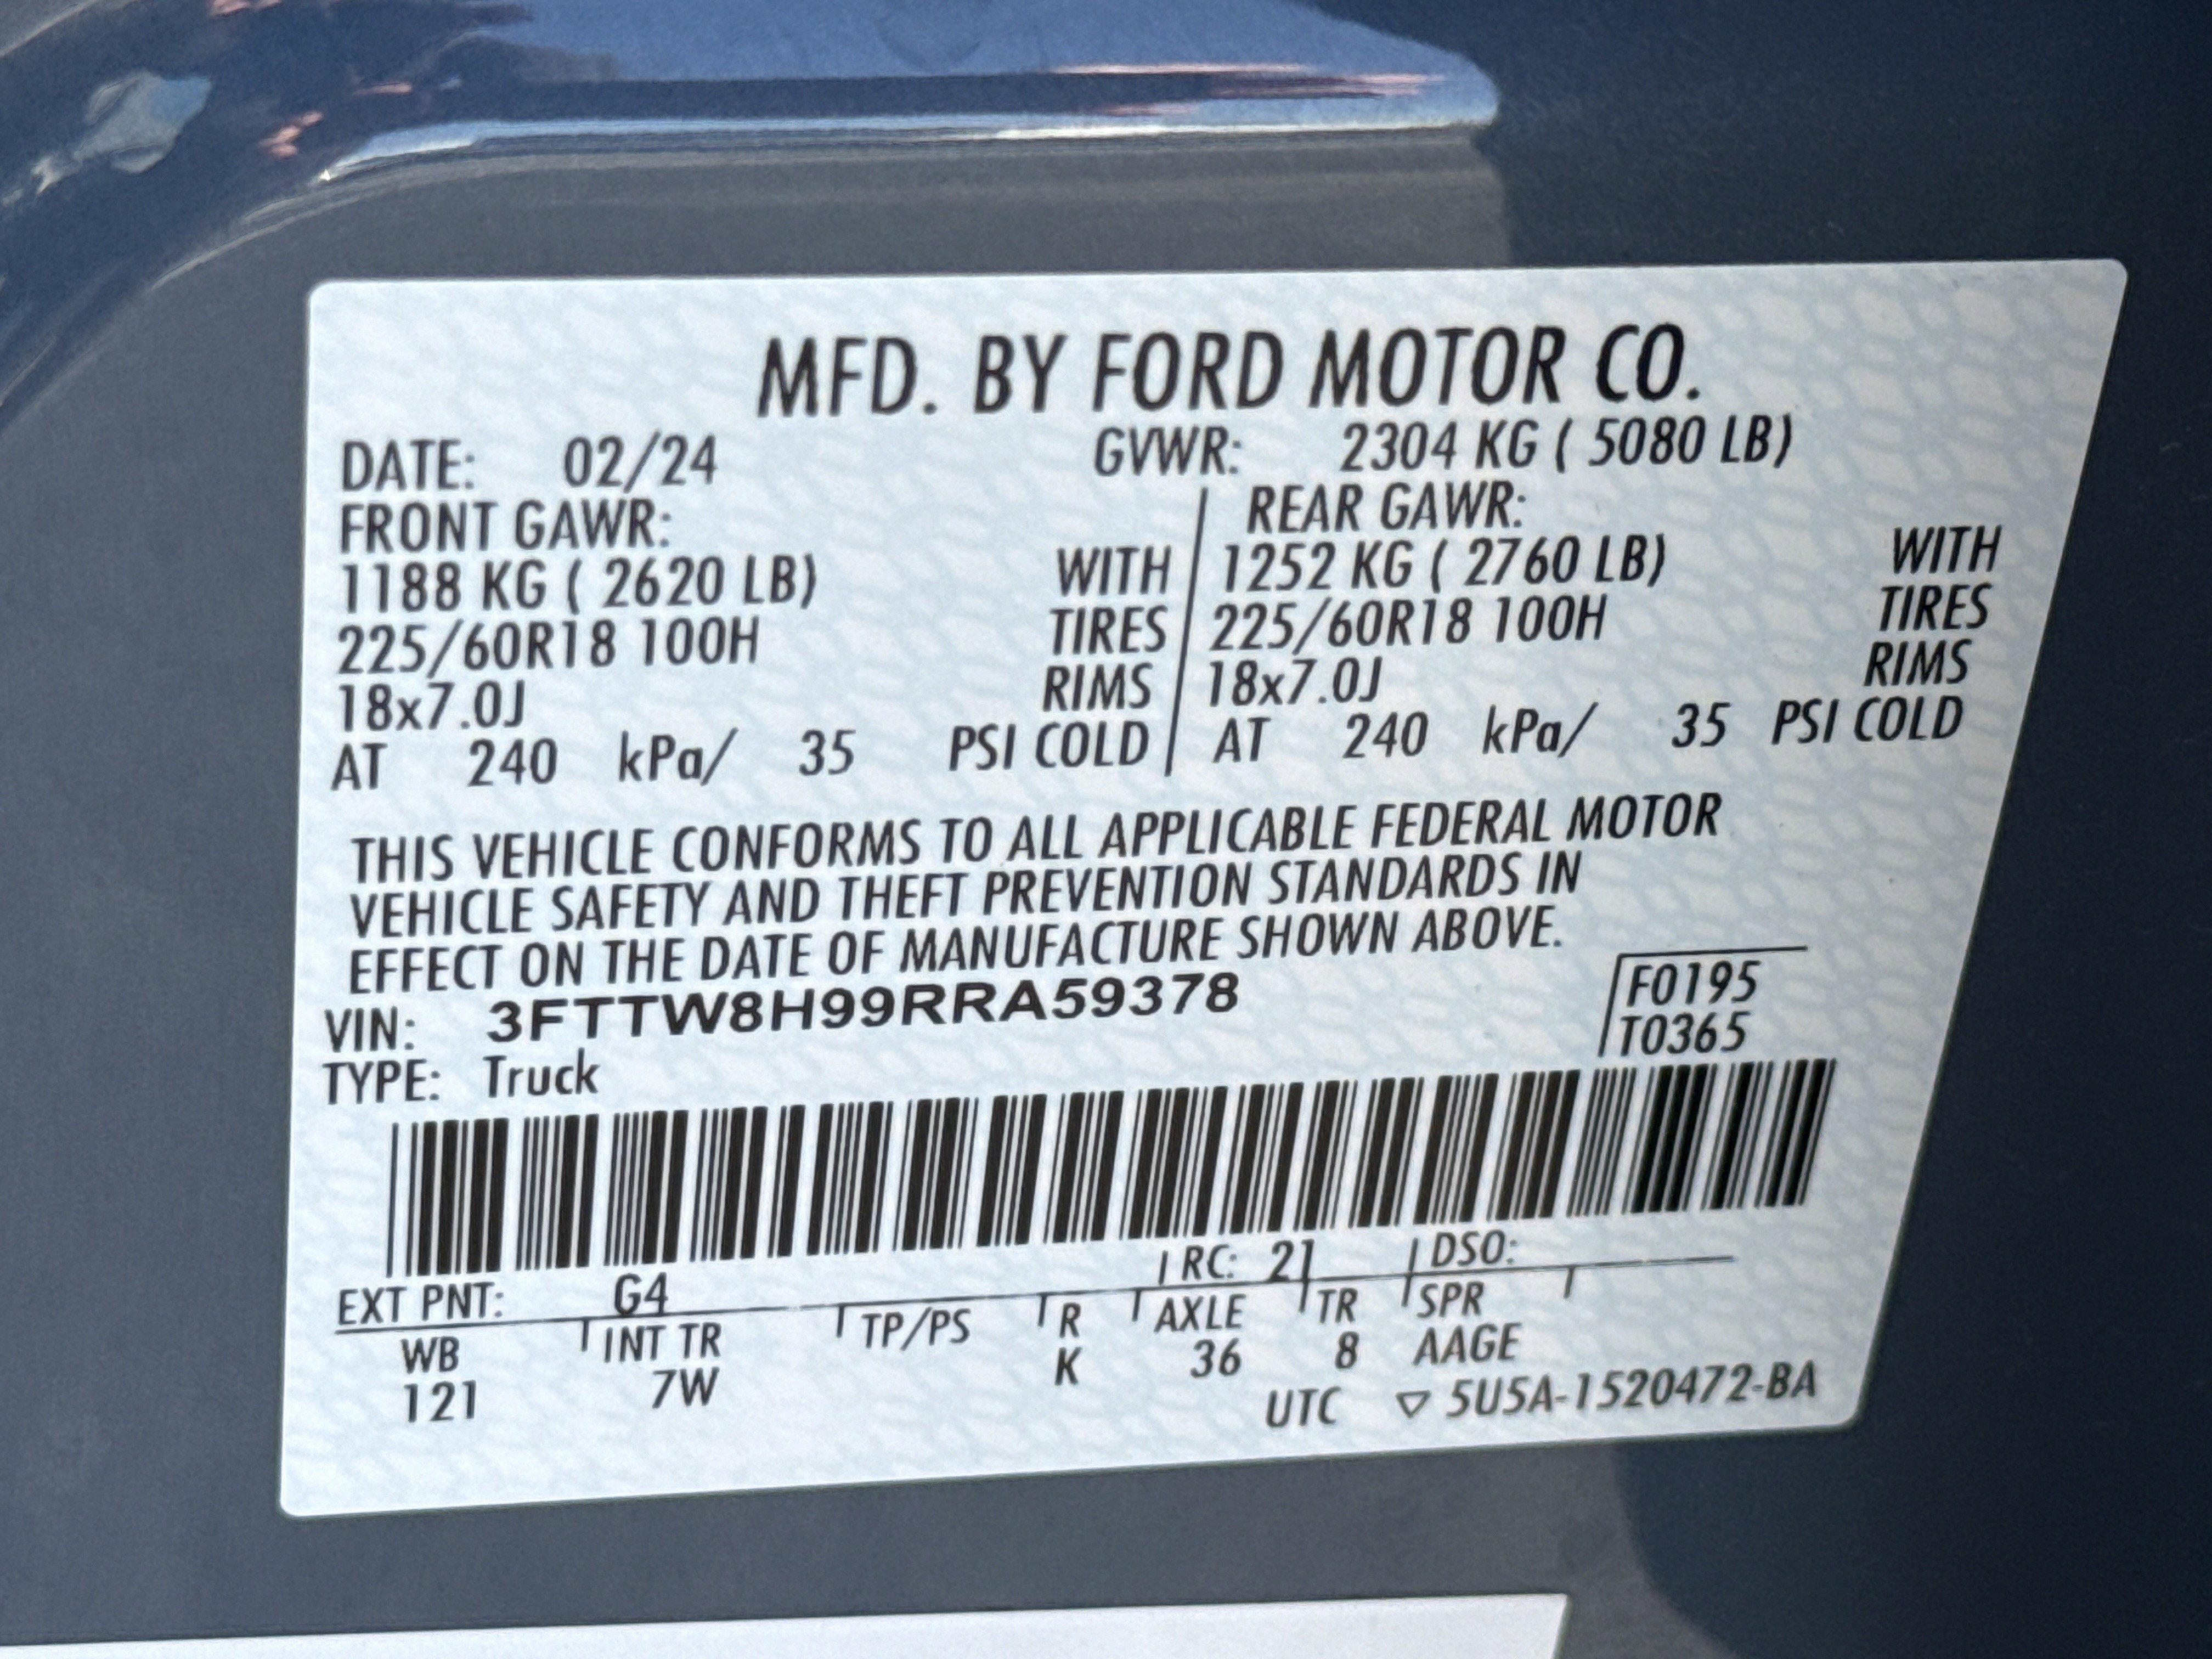 MFD. BY FORD MOTOR CO.
DATE: 02/24 GVWR: 2304 KG ( 5080 LB)
FRONT GAWR: REAR GAWR:
1188 KG ( 2620 LB) WITH 1252 KG ( 2760 LB) WITH
225/60R18 100H TIRES 225/60R18 100H TIRES
18x7.0J RIMS 18x7.0J RIMS
AT 240 kPa/ 35 PSI COLD AT 240 kPa/ 35 PSI COLD
THIS VEHICLE CONFORMS TO ALL APPLICABLE FEDERAL MOTOR
VEHICLE SAFETY AND THEFT PREVENTION STANDARDS IN
EFFECT ON THE DATE OF MANUFACTURE SHOWN ABOVE.
VIN: 3FTTW8H99RRA59378 F0195
TYPE: Truck T0365
EXT PNT: G4 RC: 21 DSO:
WB INT TR TP/PS R AXLE TR SPR
121 7W K 36 8 AAGE
UTC ▽ 5U5A-1520472-BA